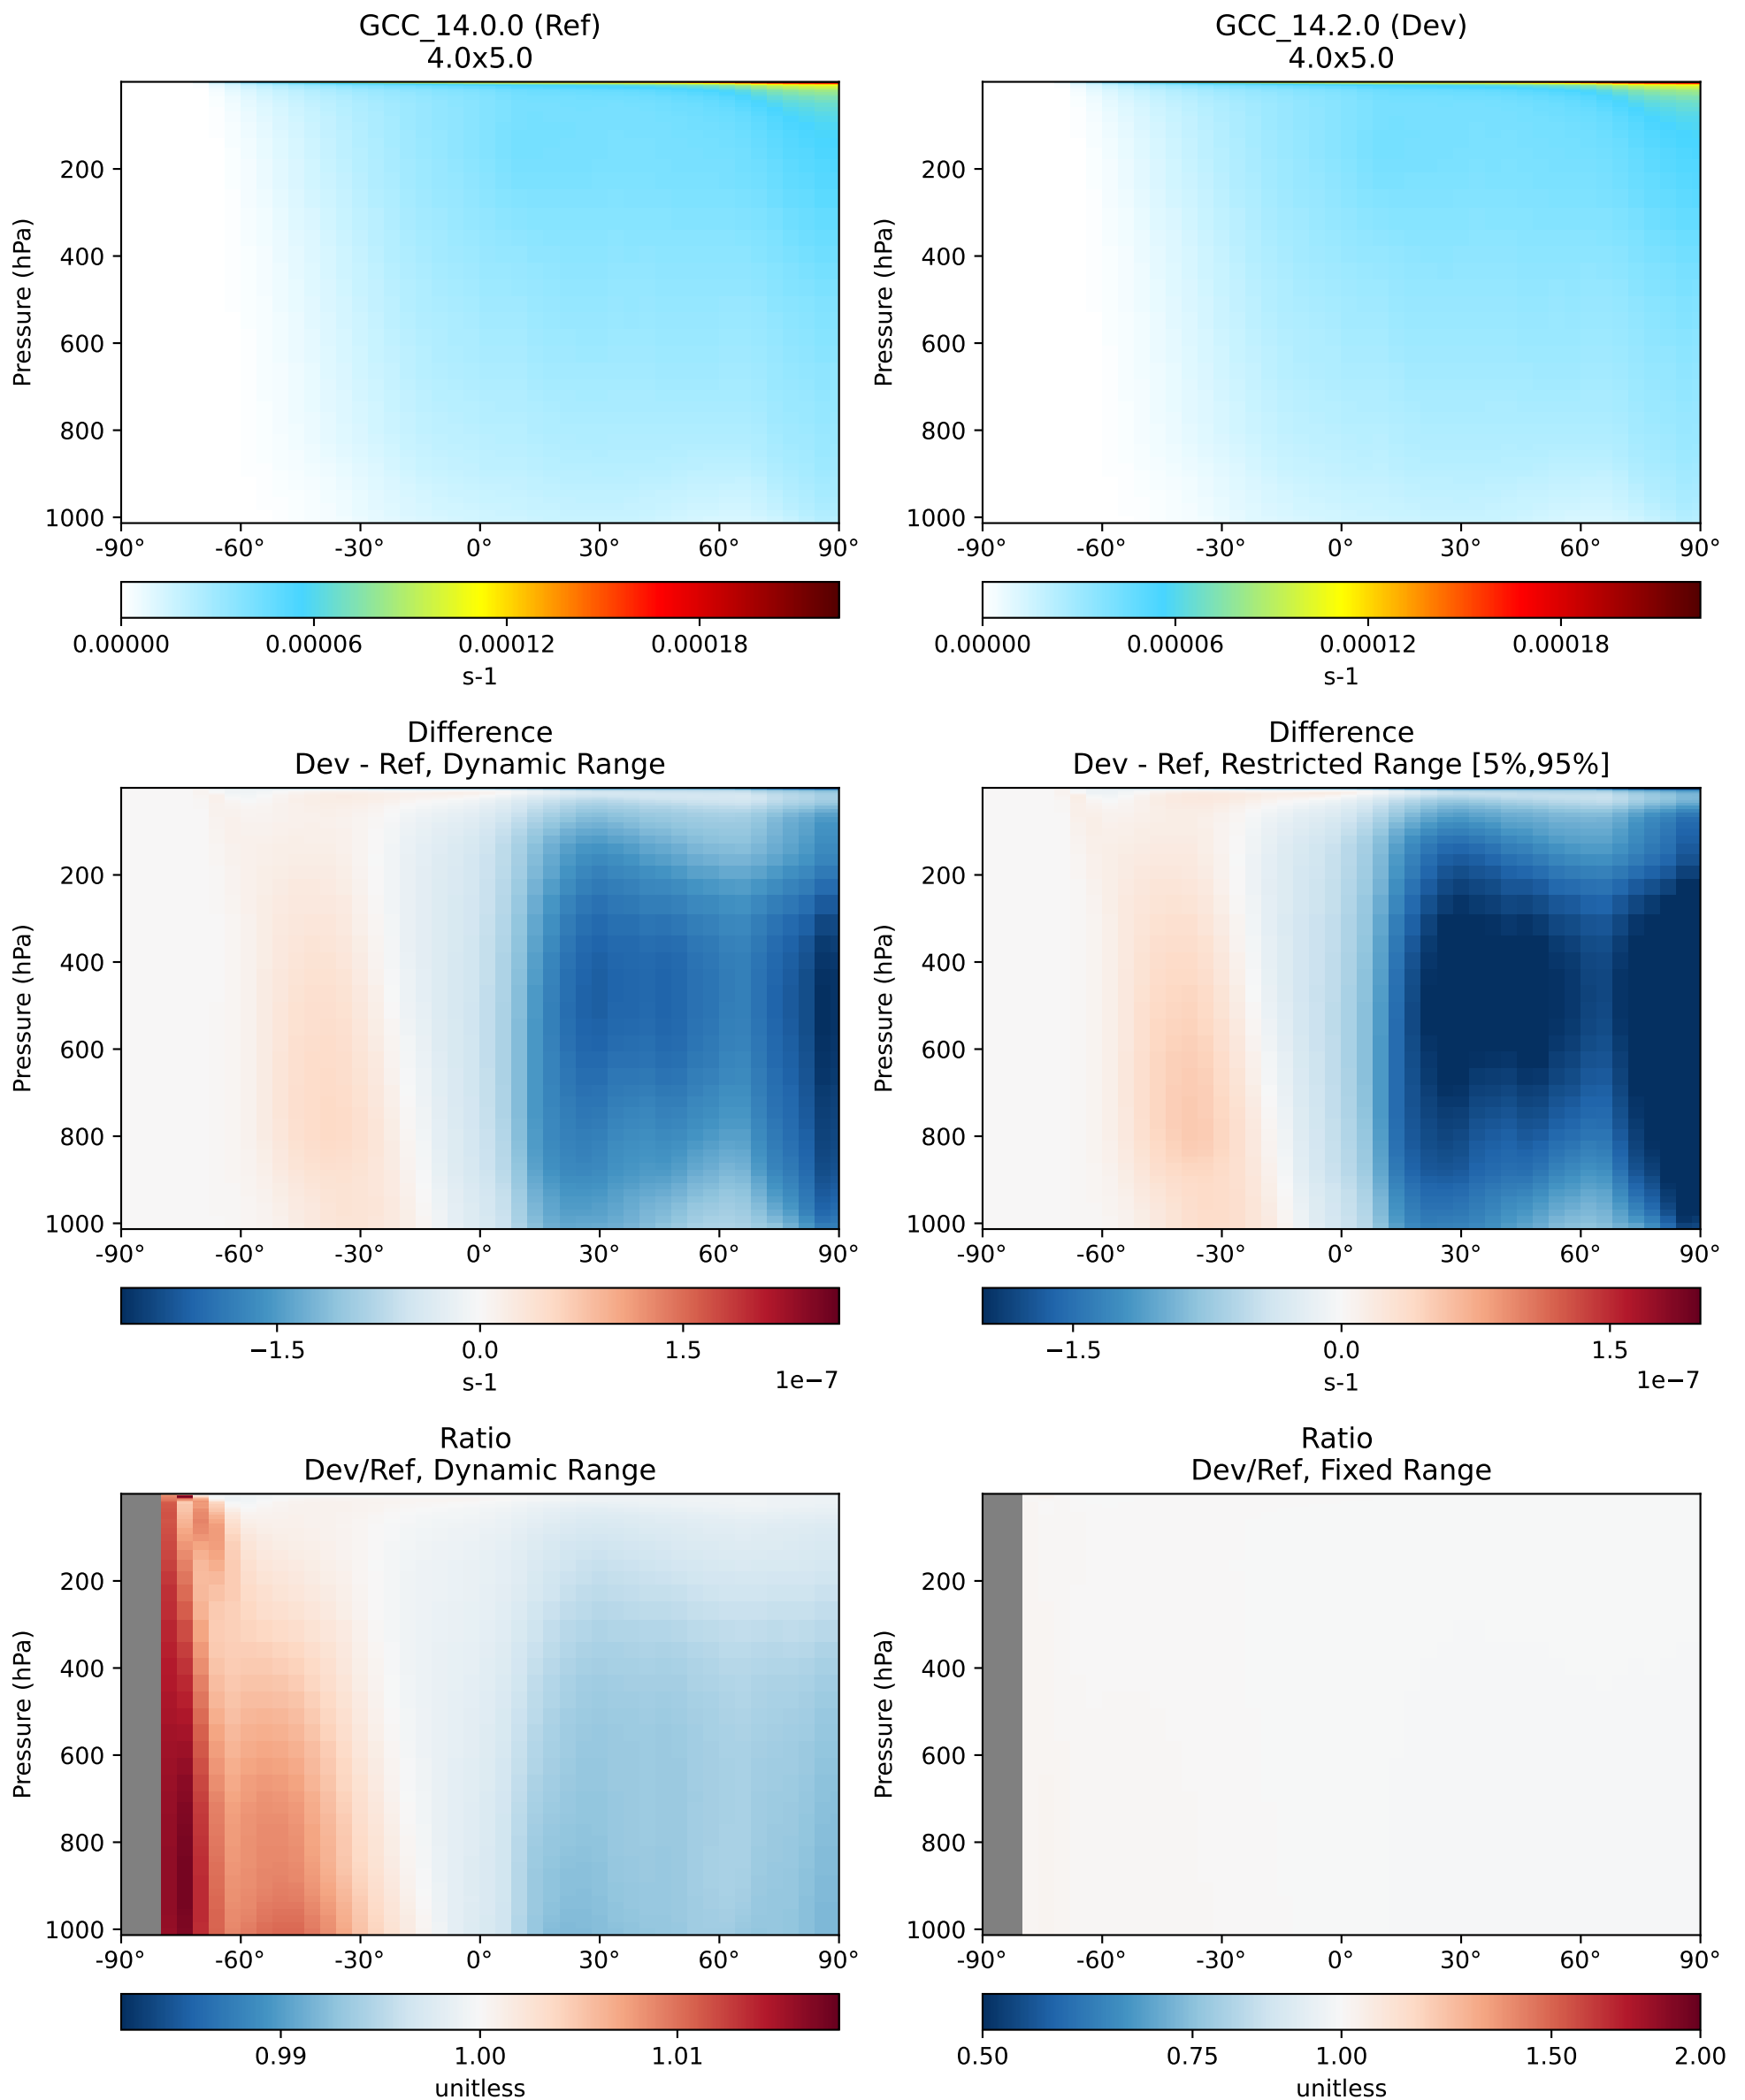 GCC_14.0.0 (Ref)
4.0x5.0
Pressure (hPa)
200
400
600
800
1000
-90° -60° -30° 0° 30° 60° 90°
0.00000 0.00006 0.00012 0.00018
s-1
GCC_14.2.0 (Dev)
4.0x5.0
Pressure (hPa)
200
400
600
800
1000
-90° -60° -30° 0° 30° 60° 90°
0.00000 0.00006 0.00012 0.00018
s-1
Difference
Dev - Ref, Dynamic Range
Pressure (hPa)
200
400
600
800
1000
-90° -60° -30° 0° 30° 60° 90°
−1.5 0.0 1.5
s-1 1e−7
Difference
Dev - Ref, Restricted Range [5%,95%]
Pressure (hPa)
200
400
600
800
1000
-90° -60° -30° 0° 30° 60° 90°
−1.5 0.0 1.5
s-1 1e−7
Ratio
Dev/Ref, Dynamic Range
Pressure (hPa)
200
400
600
800
1000
-90° -60° -30° 0° 30° 60° 90°
0.99 1.00 1.01
unitless
Ratio
Dev/Ref, Fixed Range
Pressure (hPa)
200
400
600
800
1000
-90° -60° -30° 0° 30° 60° 90°
0.50 0.75 1.00 1.50 2.00
unitless